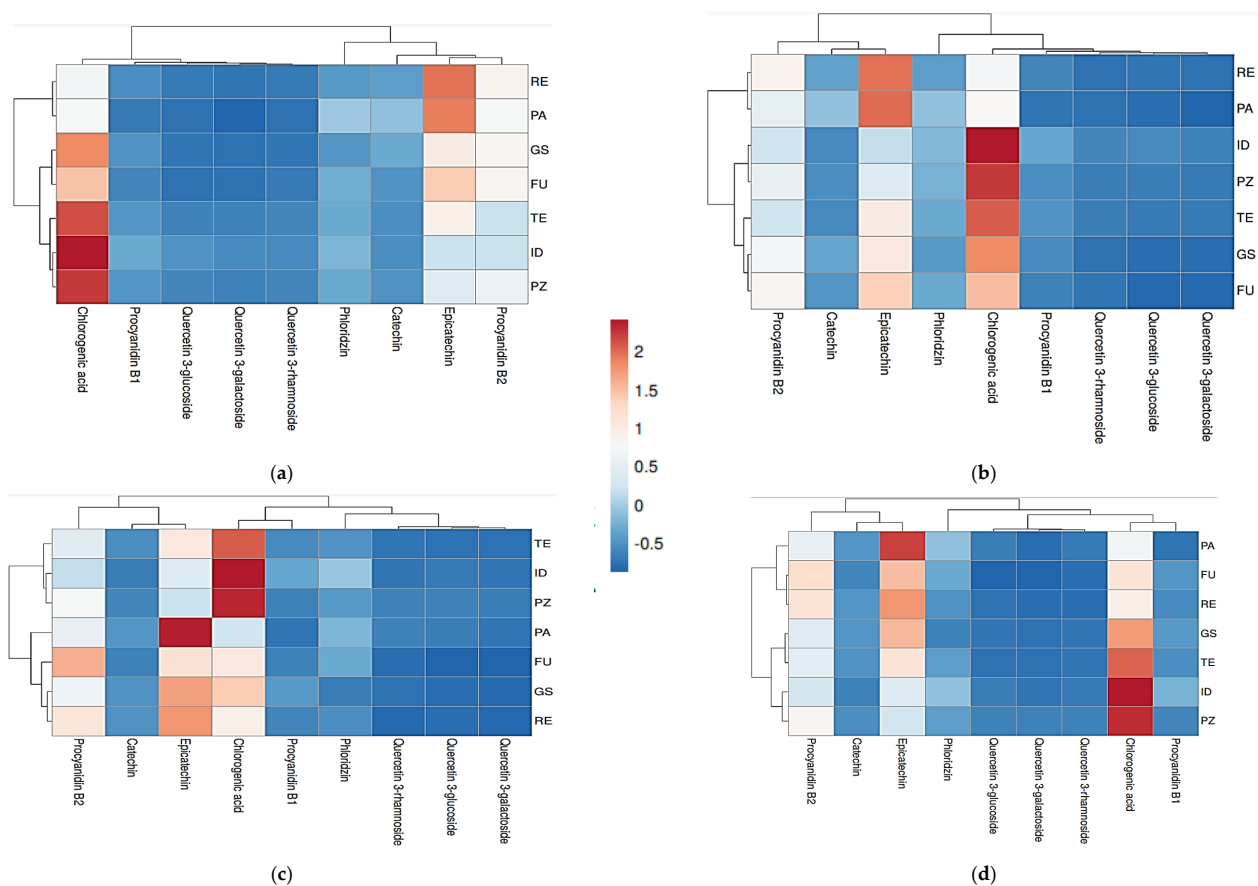 RE
PA
GS
FU
TE
ID
PZ
Chlorogenic acid
Procyanidin B1
Quercetin 3-glucoside
Quercetin 3-galactoside
Quercetin 3-rhamnoside
Phloridzin
Catechin
Epicatechin
Procyanidin B2
(a)
RE
PA
ID
PZ
TE
GS
FU
Procyanidin B2
Catechin
Epicatechin
Phloridzin
Chlorogenic acid
Procyanidin B1
Quercetin 3-rhamnoside
Quercetin 3-glucoside
Quercetin 3-galactoside
(b)
2
1.5
1
0.5
0
-0.5
TE
ID
PZ
PA
FU
GS
RE
Procyanidin B2
Catechin
Epicatechin
Chlorogenic acid
Procyanidin B1
Phloridzin
Quercetin 3-rhamnoside
Quercetin 3-glucoside
Quercetin 3-galactoside
(c)
PA
FU
RE
GS
TE
ID
PZ
Procyanidin B2
Catechin
Epicatechin
Phloridzin
Quercetin 3-glucoside
Quercetin 3-galactoside
Quercetin 3-rhamnoside
Chlorogenic acid
Procyanidin B1
(d)